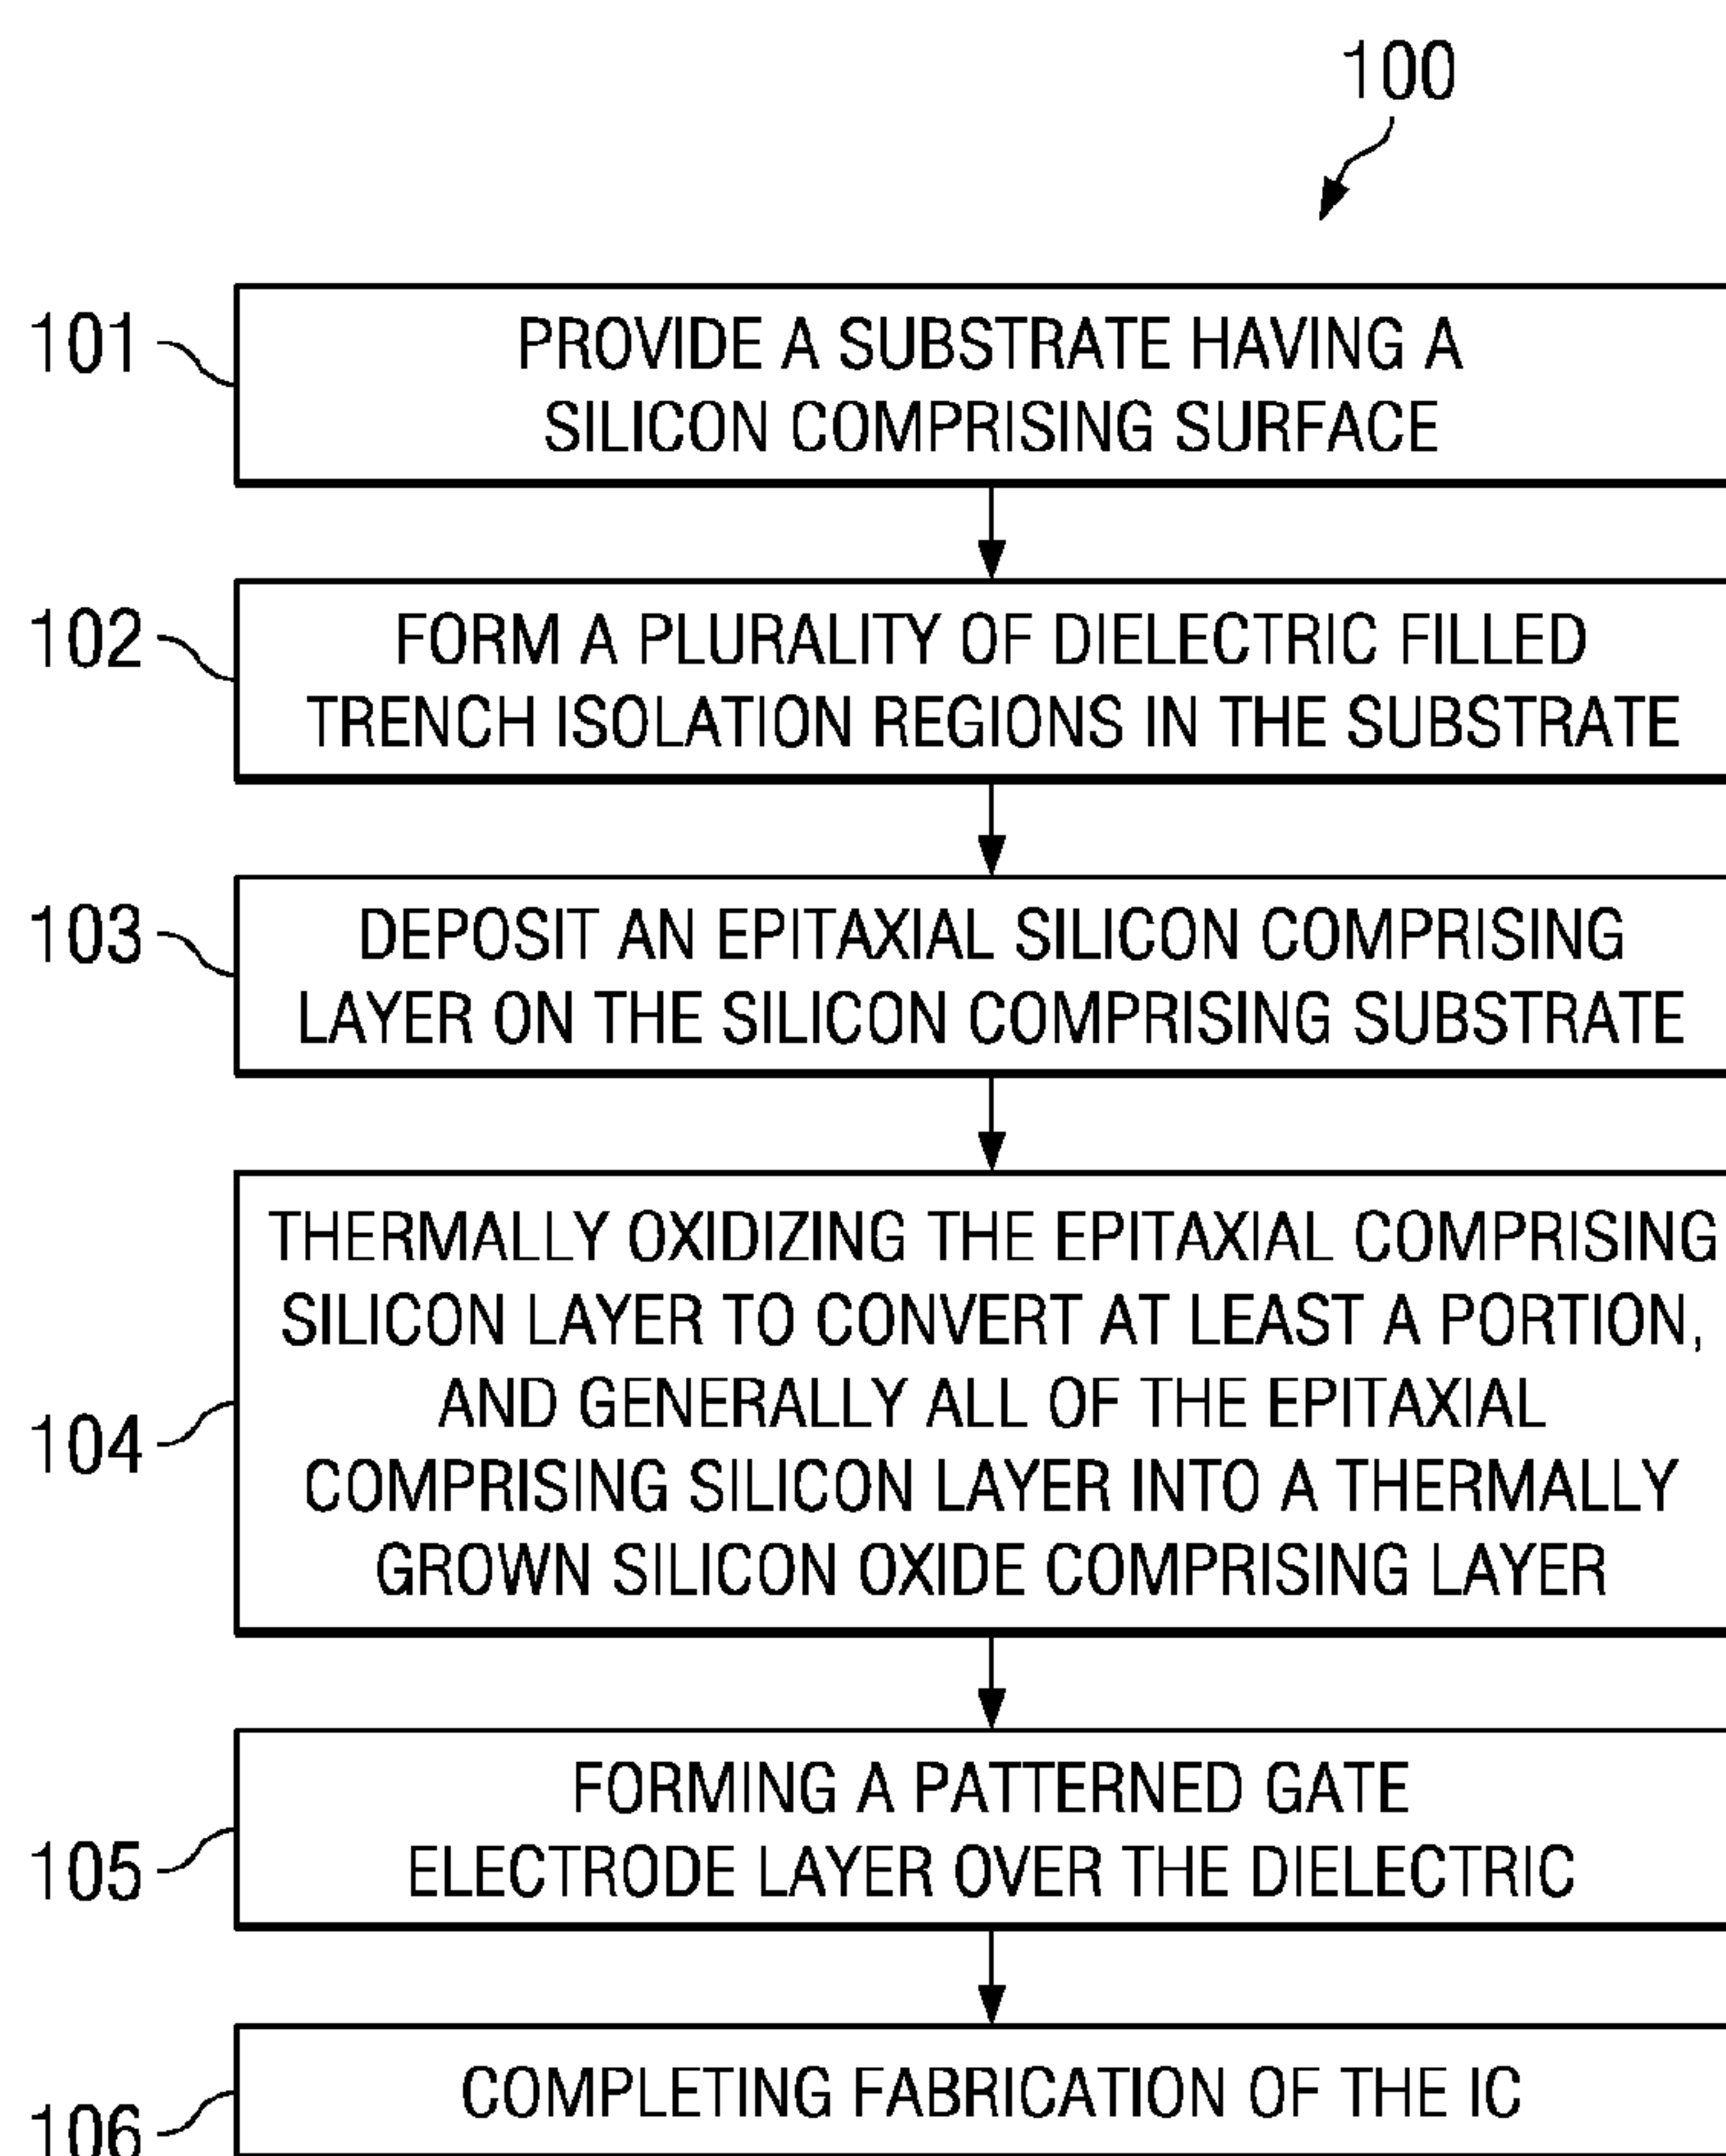 100
101
PROVIDE A SUBSTRATE HAVING A
SILICON COMPRISING SURFACE
102
FORM A PLURALITY OF DIELECTRIC FILLED
TRENCH ISOLATION REGIONS IN THE SUBSTRATE
103
DEPOSIT AN EPITAXIAL SILICON COMPRISING
LAYER ON THE SILICON COMPRISING SUBSTRATE
104
THERMALLY OXIDIZING THE EPITAXIAL COMPRISING
SILICON LAYER TO CONVERT AT LEAST A PORTION,
AND GENERALLY ALL OF THE EPITAXIAL
COMPRISING SILICON LAYER INTO A THERMALLY
GROWN SILICON OXIDE COMPRISING LAYER
105
FORMING A PATTERNED GATE
ELECTRODE LAYER OVER THE DIELECTRIC
106
COMPLETING FABRICATION OF THE IC